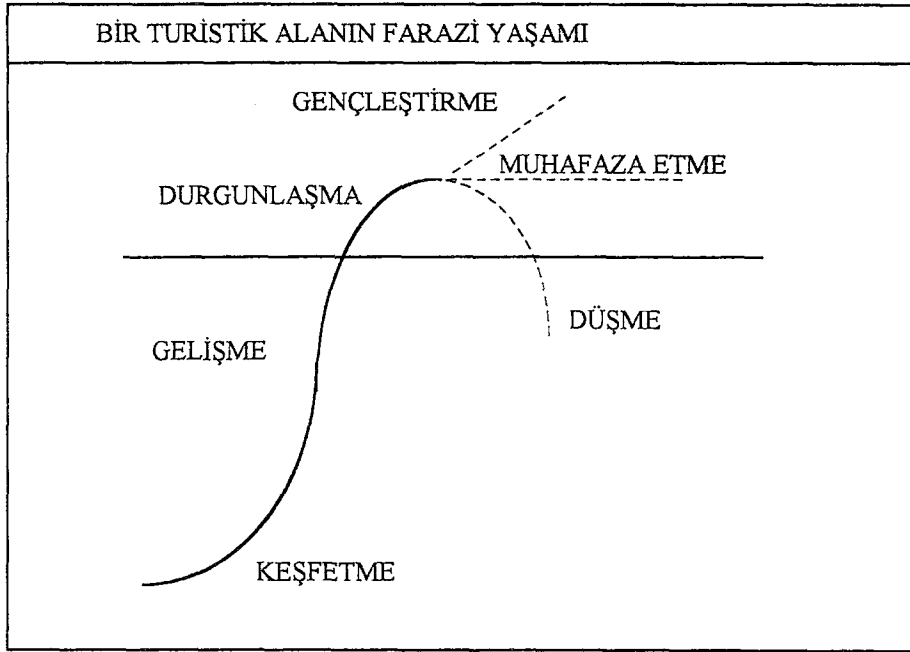 BİR TURİSTİK ALANIN FARAZİ YAŞAMI
GENÇLEŞTİRME
MUHAFAZA ETME
DURGUNLAŞMA
DÜŞME
GELİŞME
KEŞFETME